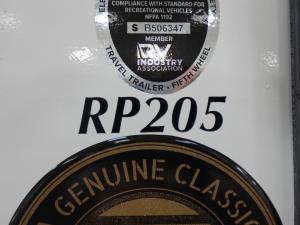 COMPLIANCE WITH STANDARD FOR
RECREATIONAL VEHICLES
NFPA 1192
S B506347
MEMBER
RV
INDUSTRY
ASSOCIATION
TRAVEL TRAILER • FIFTH WHEEL
RP205
GENUINE CLASSIC